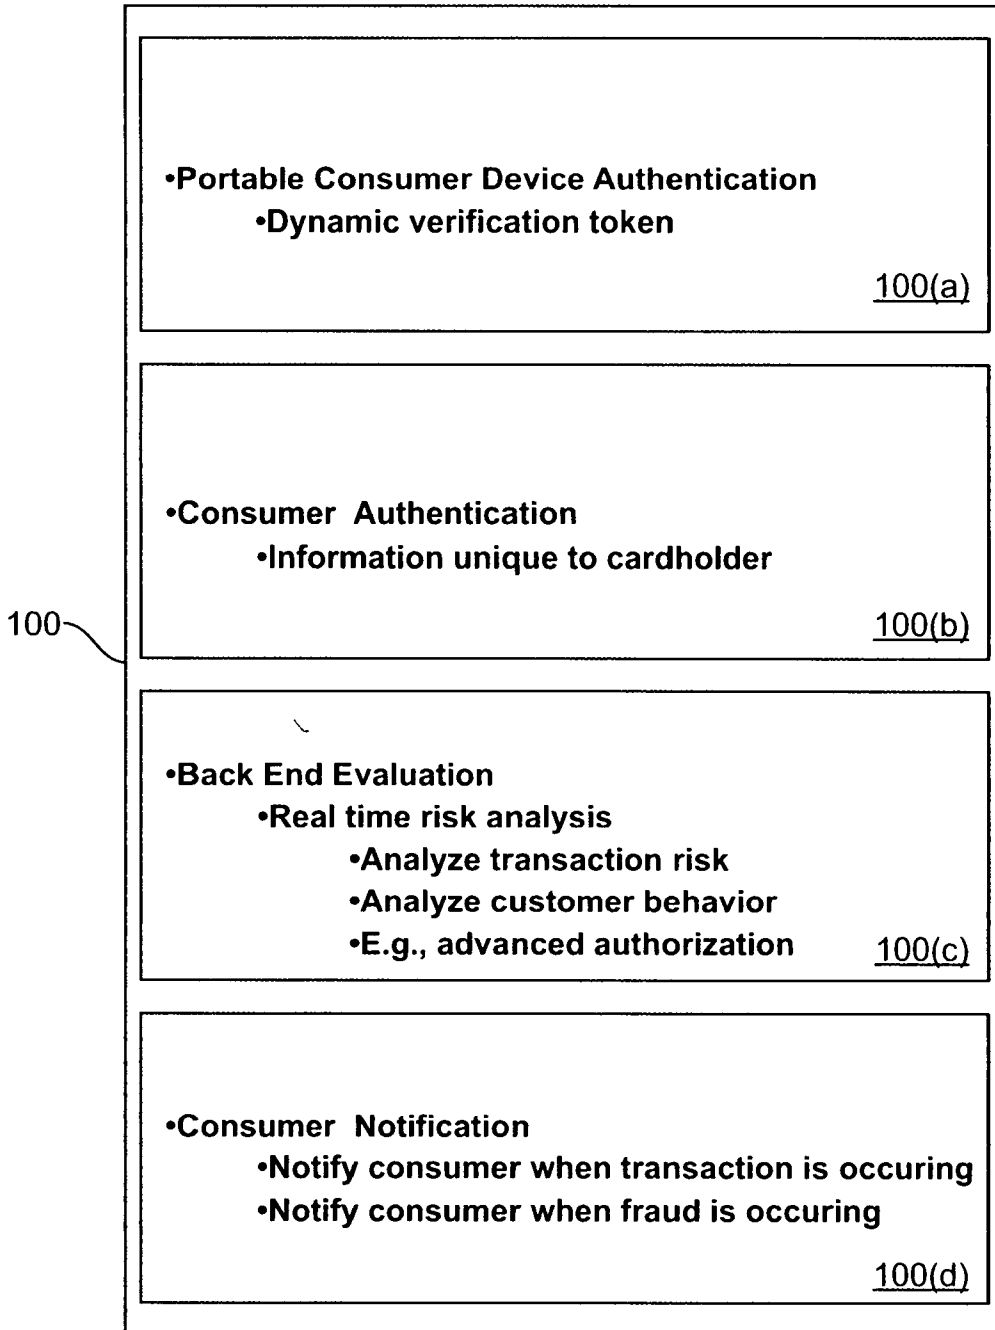 •Portable Consumer Device Authentication
•Dynamic verification token
100(a)
•Consumer Authentication
•Information unique to cardholder
100(b)
100
•Back End Evaluation
•Real time risk analysis
•Analyze transaction risk
•Analyze customer behavior
•E.g., advanced authorization
100(c)
•Consumer Notification
•Notify consumer when transaction is occuring
•Notify consumer when fraud is occuring
100(d)